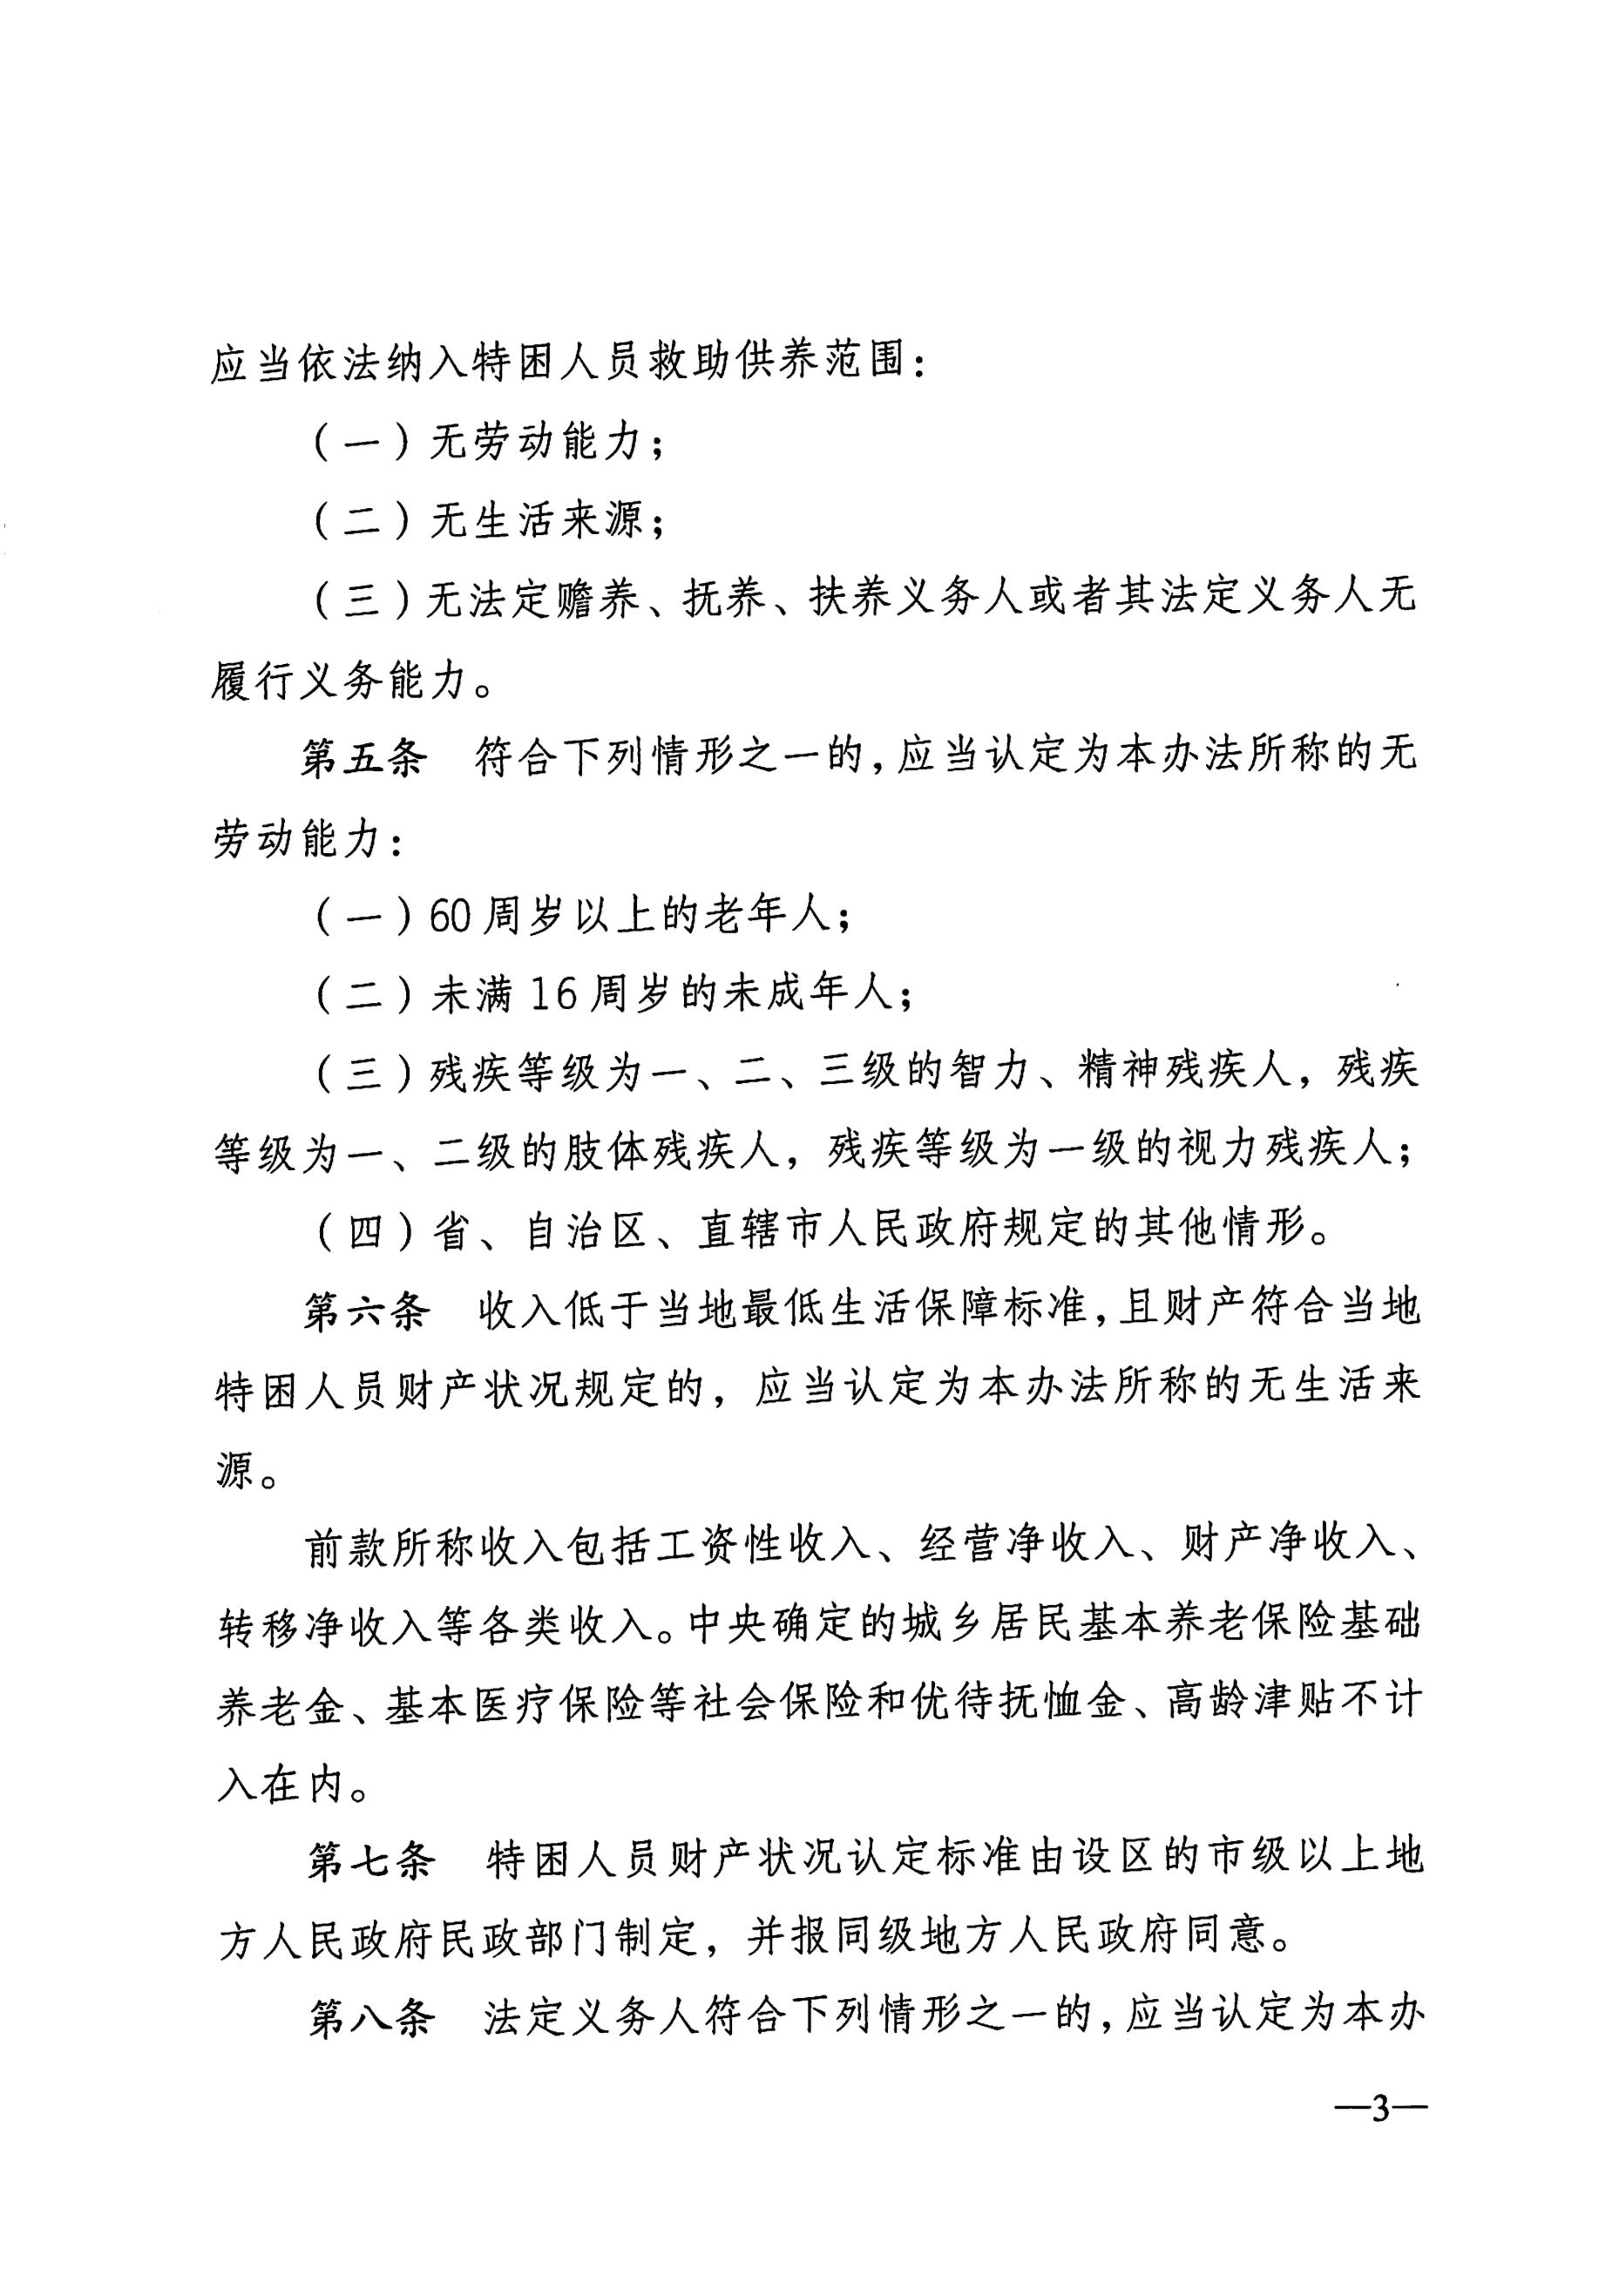 应当依法纳入特困人员救助供养范围：
（一）无劳动能力；
（二）无生活来源；
（三）无法定赡养、抚养、扶养义务人或者其法定义务人无
履行义务能力。
第五条 符合下列情形之一的，应当认定为本办法所称的无
劳动能力：
（一）60周岁以上的老年人；
（二）未满16周岁的未成年人；
（三）残疾等级为一、二、三级的智力、精神残疾人，残疾
等级为一、二级的肢体残疾人，残疾等级为一级的视力残疾人；
（四）省、自治区、直辖市人民政府规定的其他情形。
第六条 收入低于当地最低生活保障标准，且财产符合当地
特困人员财产状况规定的，应当认定为本办法所称的无生活来
源。
前款所称收入包括工资性收入、经营净收入、财产净收入、
转移净收入等各类收入。中央确定的城乡居民基本养老保险基础
养老金、基本医疗保险等社会保险和优待抚恤金、高龄津贴不计
入在内。
第七条 特困人员财产状况认定标准由设区的市级以上地
方人民政府民政部门制定，并报同级地方人民政府同意。
第八条 法定义务人符合下列情形之一的，应当认定为本办
—3—